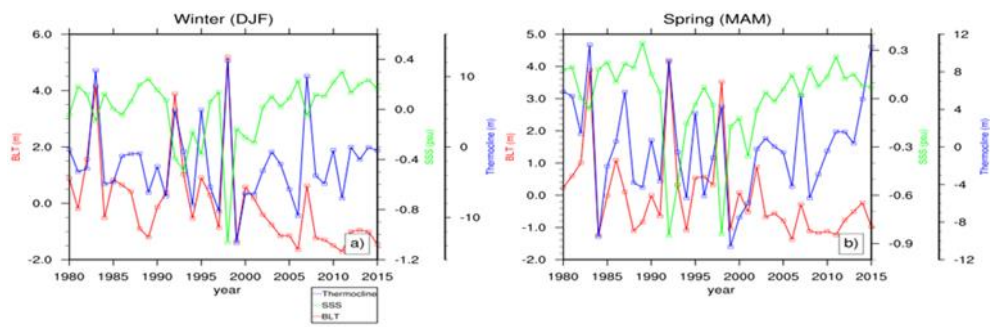 Winter (DJF)
6.0
4.0
2.0
0.0
-2.0
BLT (m)
0.4
0.0
-0.4
-0.8
-1.2
SSS (psu)
10
0
-10
Thermocline (m)
1980 1985 1990 1995 2000 2005 2010 2015
year
a)
Thermocline
SSS
BLT
Spring (MAM)
5.0
4.0
3.0
2.0
1.0
0.0
-1.0
-2.0
BLT (m)
0.3
0.0
-0.3
-0.6
-0.9
SSS (psu)
12
8
4
0
-4
-8
-12
Thermocline (m)
1980 1985 1990 1995 2000 2005 2010 2015
year
b)